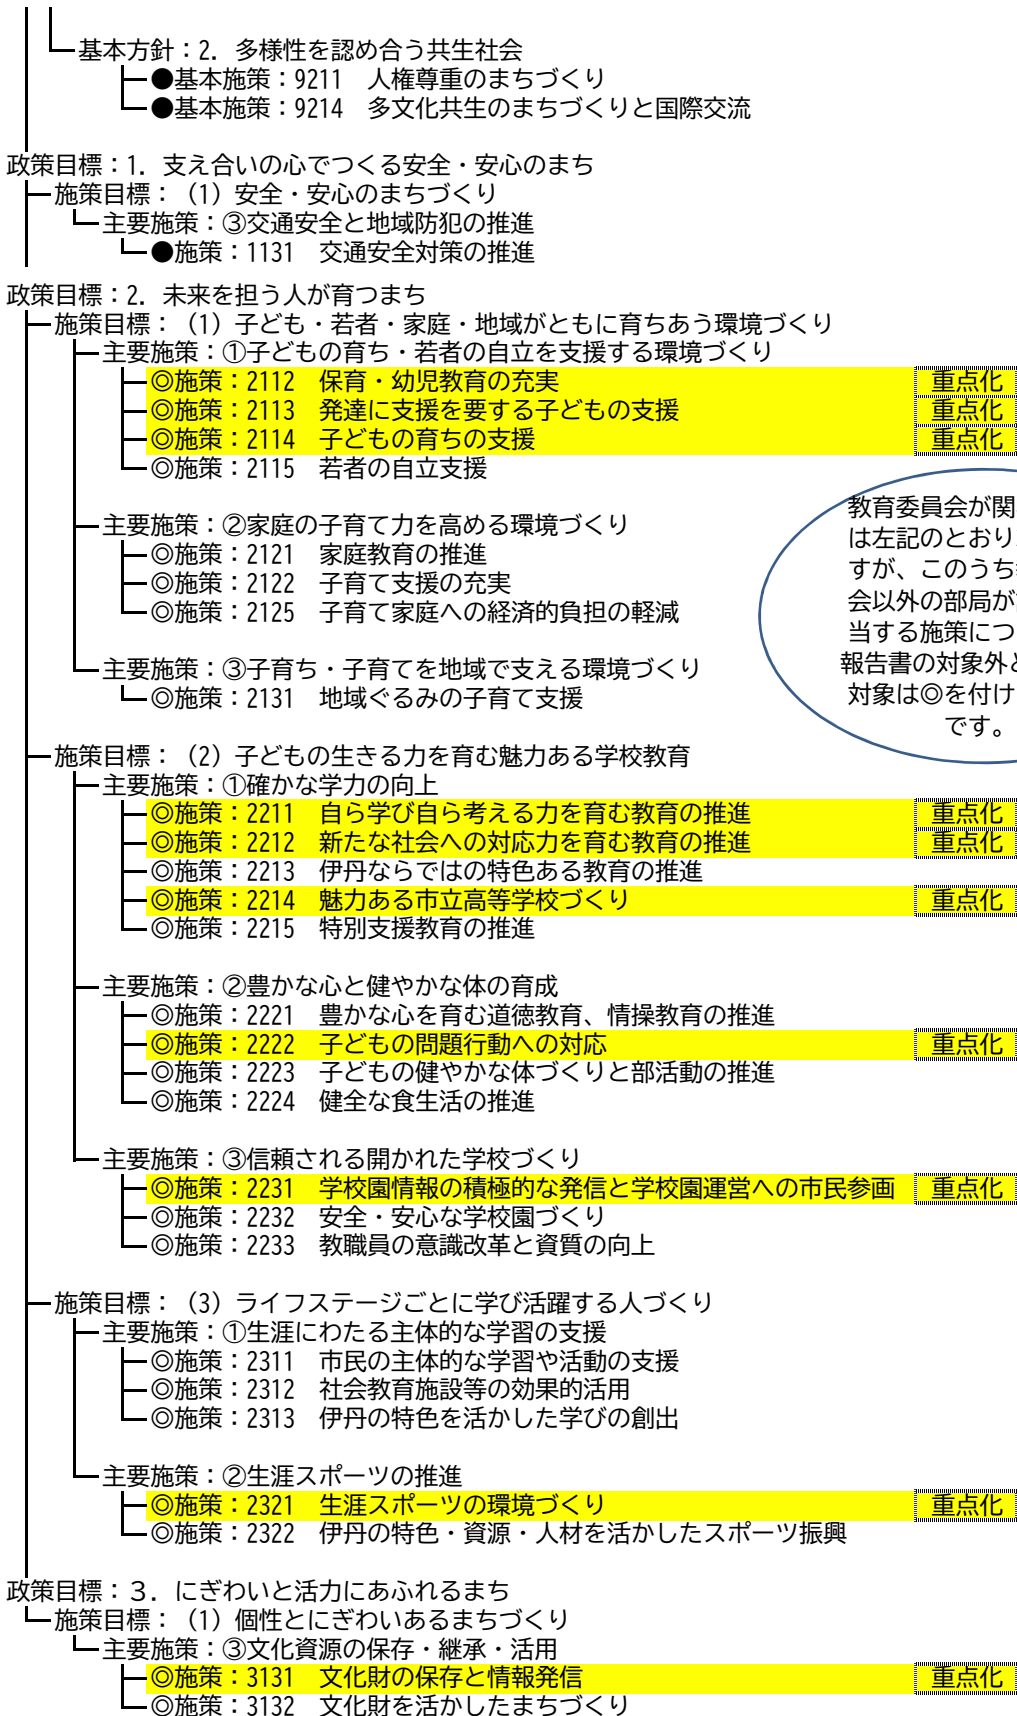 基本方針：2．多様性を認め合う共生社会
●基本施策：9211　人権尊重のまちづくり
●基本施策：9214　多文化共生のまちづくりと国際交流
政策目標：1．支え合いの心でつくる安全・安心のまち
施策目標：（1）安全・安心のまちづくり
主要施策：③交通安全と地域防犯の推進
●施策：1131　交通安全対策の推進
政策目標：2．未来を担う人が育つまち
施策目標：（1）子ども・若者・家庭・地域がともに育ちあう環境づくり
主要施策：①子どもの育ち・若者の自立を支援する環境づくり
◎施策：2112　保育・幼児教育の充実　重点化
◎施策：2113　発達に支援を要する子どもの支援　重点化
◎施策：2114　子どもの育ちの支援　重点化
◎施策：2115　若者の自立支援
主要施策：②家庭の子育て力を高める環境づくり
◎施策：2121　家庭教育の推進
◎施策：2122　子育て支援の充実
◎施策：2125　子育て家庭への経済的負担の軽減
主要施策：③子育ち・子育てを地域で支える環境づくり
◎施策：2131　地域ぐるみの子育て支援
教育委員会が関
は左記のとおり
すが、このうち
会以外の部局が
当する施策につ
報告書の対象外
対象は◎を付け
です。
施策目標：（2）子どもの生きる力を育む魅力ある学校教育
主要施策：①確かな学力の向上
◎施策：2211　自ら学び自ら考える力を育む教育の推進　重点化
◎施策：2212　新たな社会への対応力を育む教育の推進　重点化
◎施策：2213　伊丹ならではの特色ある教育の推進
◎施策：2214　魅力ある市立高等学校づくり　重点化
◎施策：2215　特別支援教育の推進
主要施策：②豊かな心と健やかな体の育成
◎施策：2221　豊かな心を育む道徳教育、情操教育の推進
◎施策：2222　子どもの問題行動への対応　重点化
◎施策：2223　子どもの健やかな体づくりと部活動の推進
◎施策：2224　健全な食生活の推進
主要施策：③信頼される開かれた学校づくり
◎施策：2231　学校園情報の積極的な発信と学校園運営への市民参画　重点化
◎施策：2232　安全・安心な学校園づくり
◎施策：2233　教職員の意識改革と資質の向上
施策目標：（3）ライフステージごとに学び活躍する人づくり
主要施策：①生涯にわたる主体的な学習の支援
◎施策：2311　市民の主体的な学習や活動の支援
◎施策：2312　社会教育施設等の効果的活用
◎施策：2313　伊丹の特色を活かした学びの創出
主要施策：②生涯スポーツの推進
◎施策：2321　生涯スポーツの環境づくり　重点化
◎施策：2322　伊丹の特色・資源・人材を活かしたスポーツ振興
政策目標：３．にぎわいと活力にあふれるまち
施策目標：（1）個性とにぎわいあるまちづくり
主要施策：③文化資源の保存・継承・活用
◎施策：3131　文化財の保存と情報発信　重点化
◎施策：3132　文化財を活かしたまちづくり